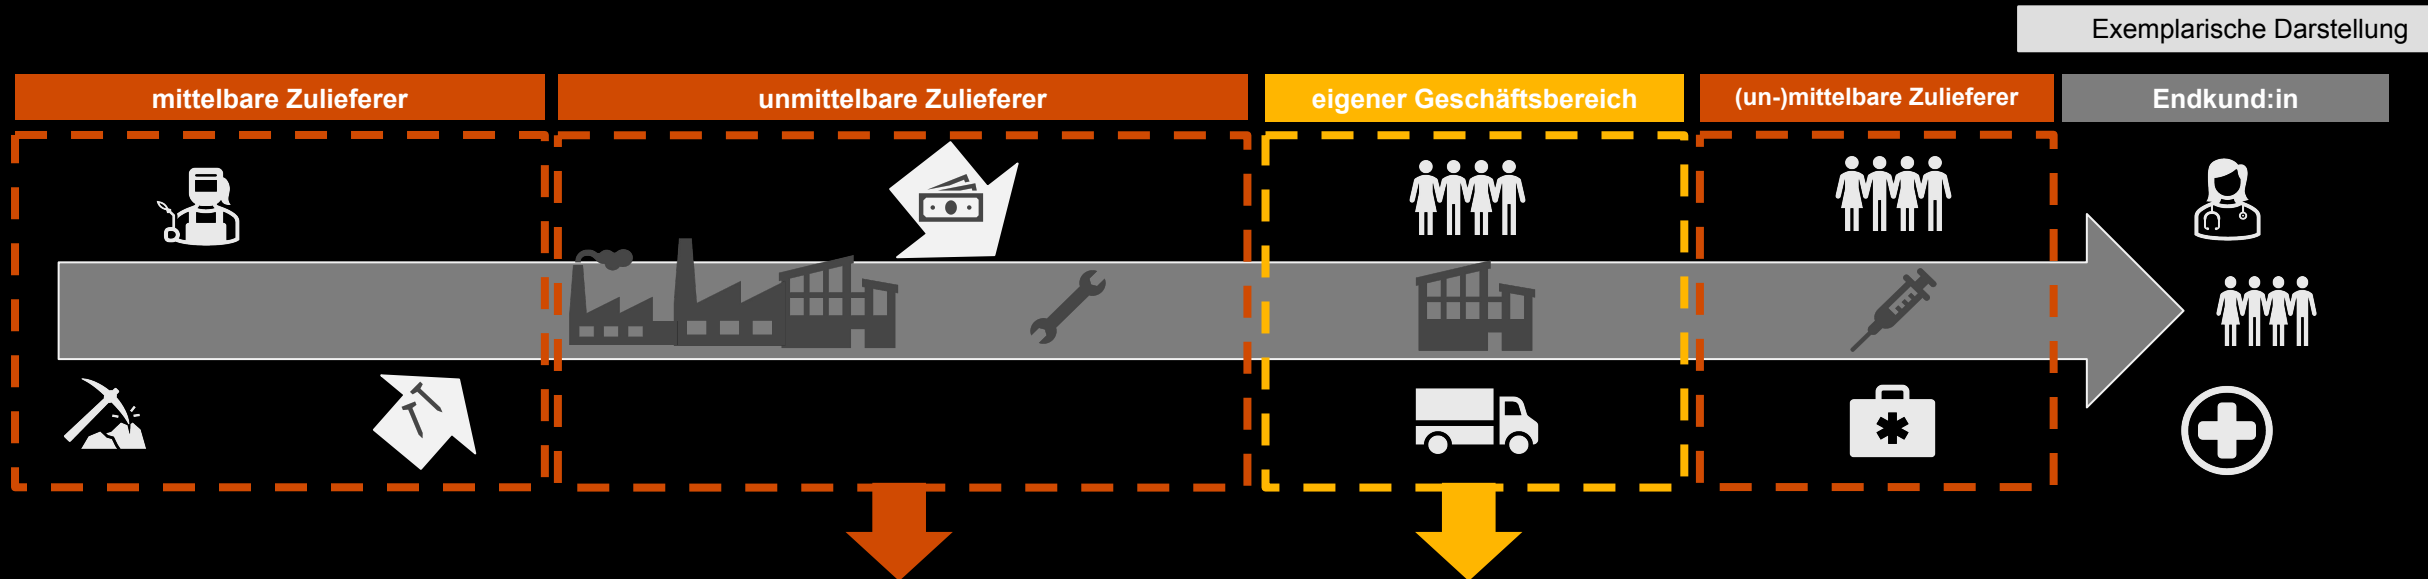 Exemplarische Darstellung
mittelbare Zulieferer
unmittelbare Zulieferer
eigener Geschäftsbereich
(un-)mittelbare Zulieferer
Endkund:in